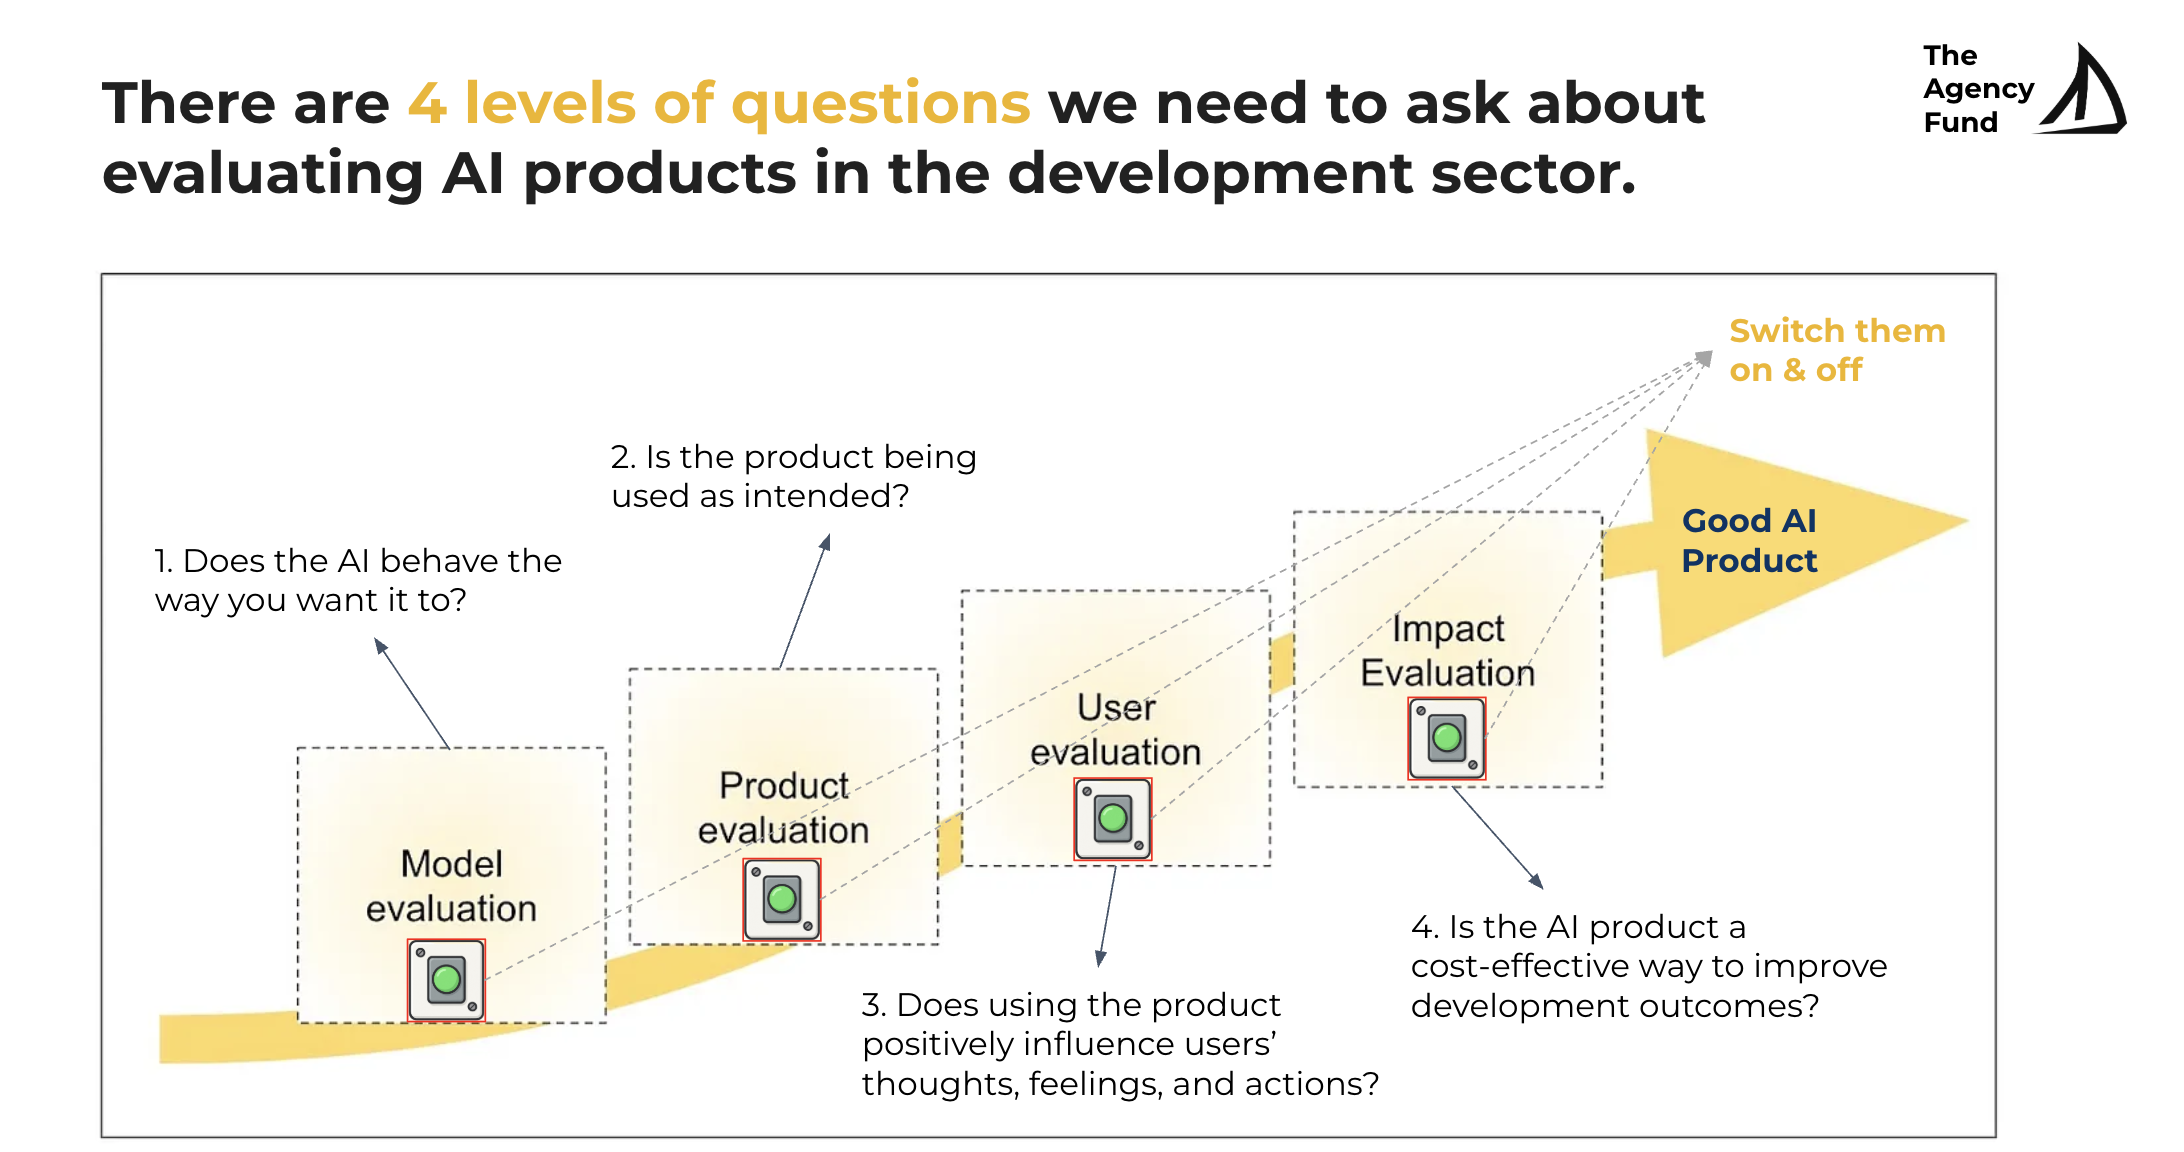 There are 4 levels of questions we need to ask about
evaluating AI products in the development sector.
The
Agency
Fund
Switch them
on & off
2. Is the product being
used as intended?
1. Does the AI behave the
way you want it to?
Good AI
Product
Impact
Evaluation
User
evaluation
Product
evaluation
Model
evaluation
4. Is the AI product a
cost-effective way to improve
development outcomes?
3. Does using the product
positively influence users’
thoughts, feelings, and actions?